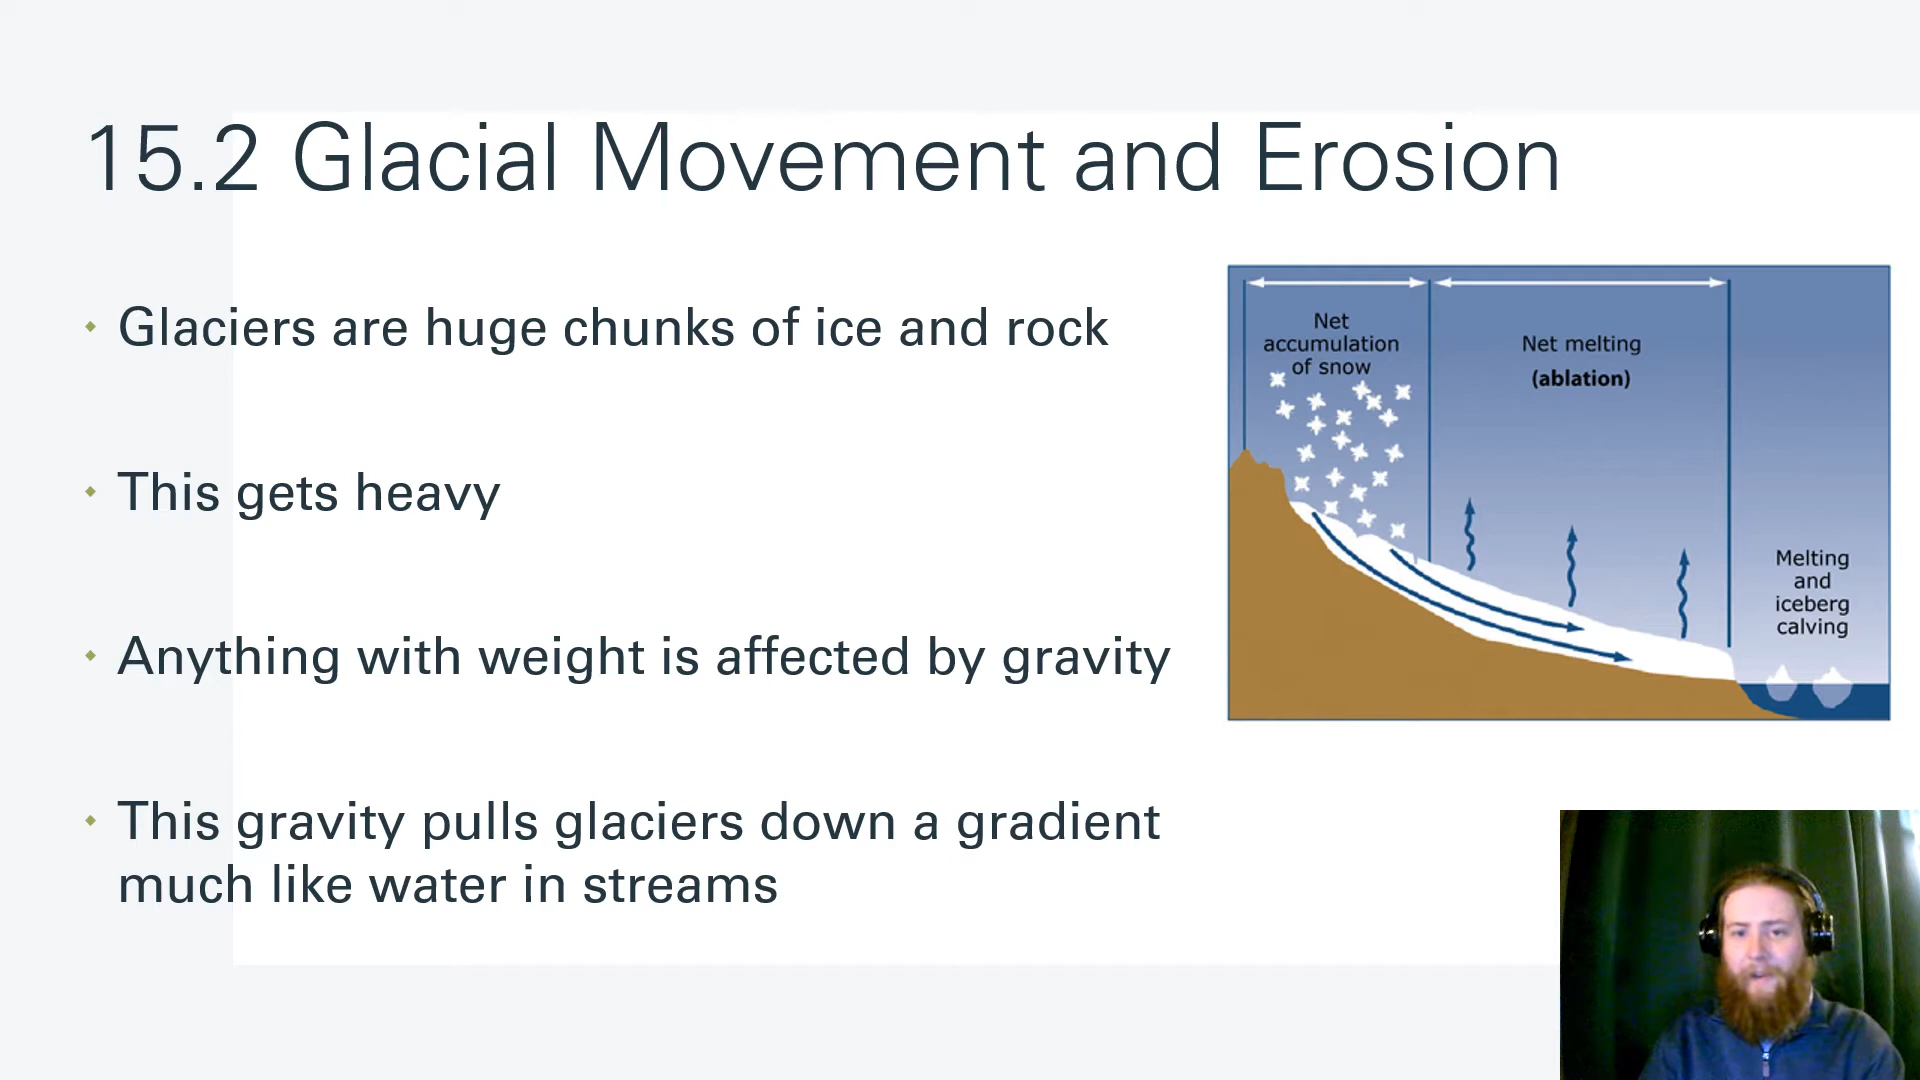 15.2 Glacial Movement and Erosion
Glaciers are huge chunks of ice and rock
This gets heavy
Anything with weight is affected by gravity
This gravity pulls glaciers down a gradient
much like water in streams
Net
accumulation
of snow
Net melting
(ablation)
Melting
and
iceberg
calving